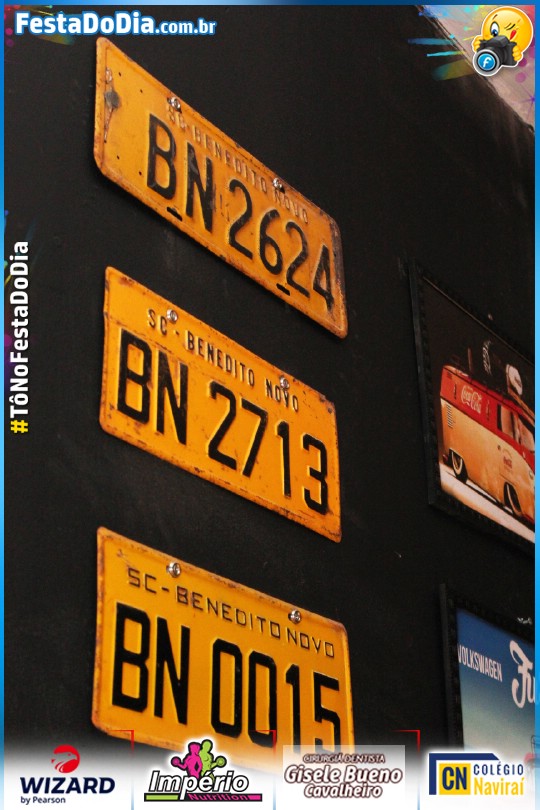 FestaDoDia.com.br
#TôNoFestaDoDia
SC-BENEDITO NOVO
BN 2624
SC - BENEDITO NOVO
BN 2713
SC-BENEDITO NOVO
BN 0015
Coca-Cola
VOLKSWAGEN
WIZARD
by Pearson
Império
Nutrition
CIRURGIÃ DENTISTA
Gisele Bueno
Cavalheiro
CN COLÉGIO
Naviraí